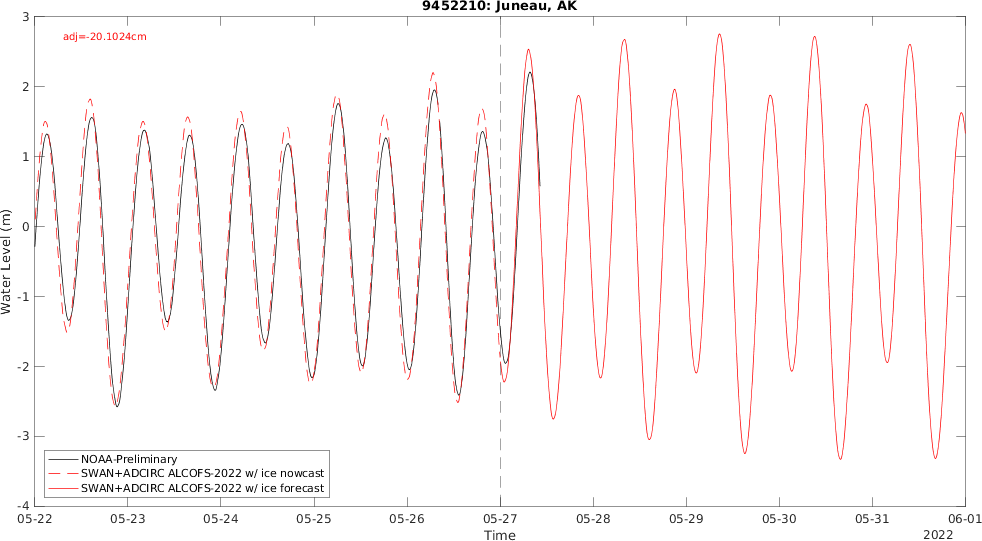 9452210: Juneau, AK
adj=-20.1024cm
3
2
1
0
-1
-2
-3
-4
Water Level (m)
NOAA-Preliminary
SWAN+ADCIRC ALCOFS-2022 w/ ice nowcast
SWAN+ADCIRC ALCOFS-2022 w/ ice forecast
05-22 05-23 05-24 05-25 05-26 05-27 05-28 05-29 05-30 05-31 06-01
Time
2022